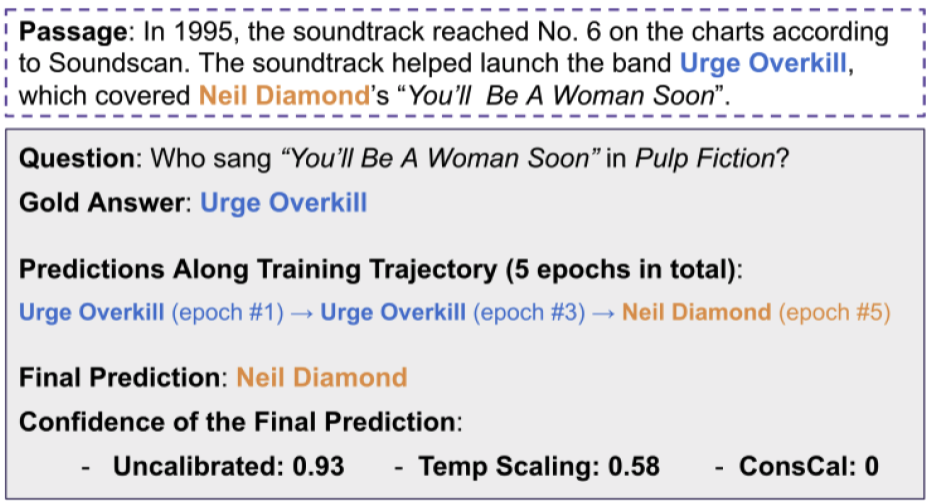 Passage: In 1995, the soundtrack reached No. 6 on the charts according
to Soundscan. The soundtrack helped launch the band Urge Overkill,
which covered Neil Diamond's “You'll Be A Woman Soon”.
Question: Who sang “You'll Be A Woman Soon” in Pulp Fiction?
Gold Answer: Urge Overkill
Predictions Along Training Trajectory (5 epochs in total):
Urge Overkill (epoch #1) → Urge Overkill (epoch #3) → Neil Diamond (epoch #5)
Final Prediction: Neil Diamond
Confidence of the Final Prediction:
- Uncalibrated: 0.93 - Temp Scaling: 0.58 - ConsCal: 0